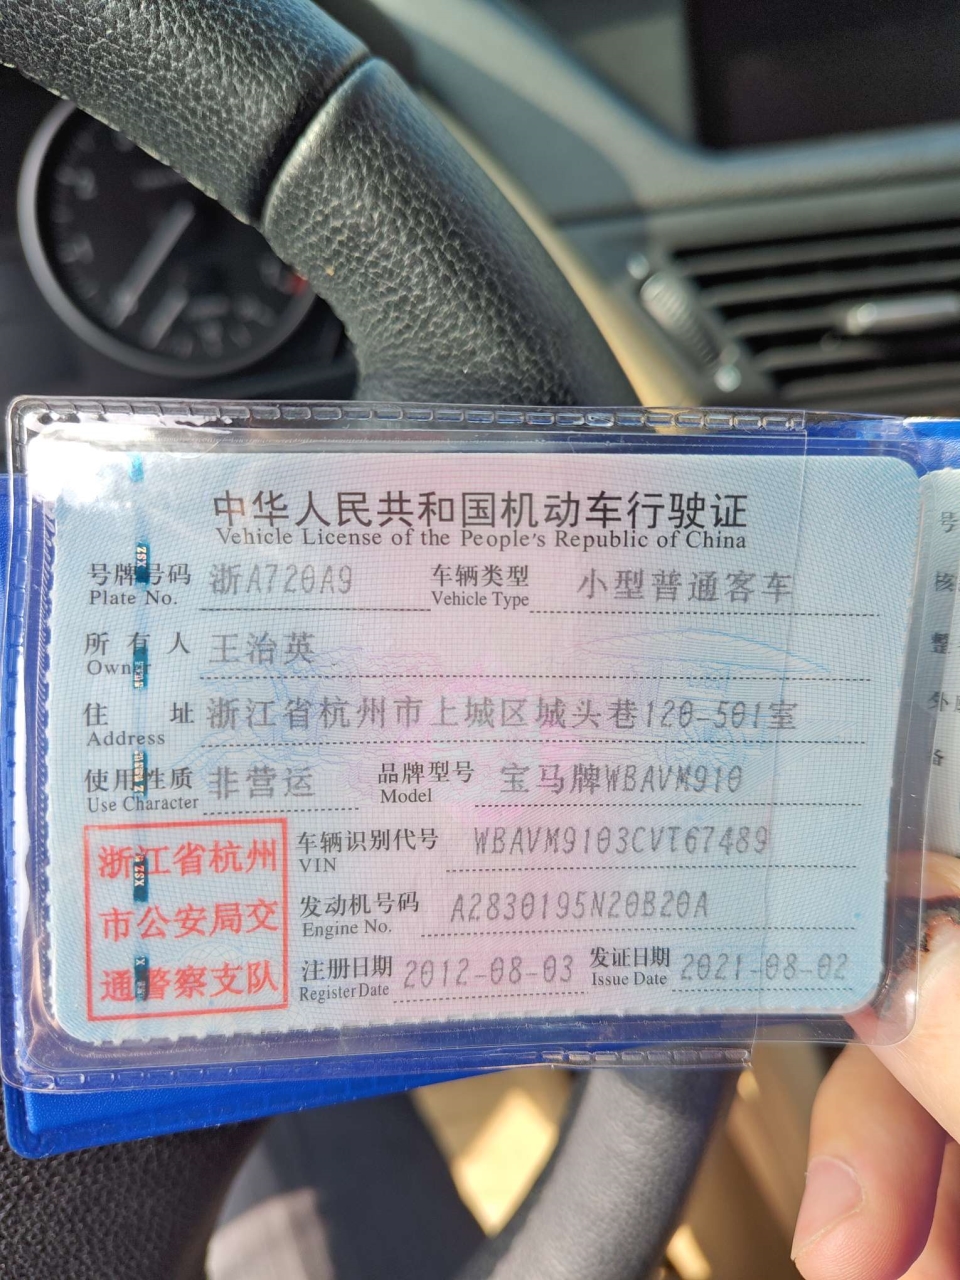 中华人民共和国机动车行驶证
Vehicle License of the People's Republic of China
号牌号码 浙A720A9 车辆类型 小型普通客车
Plate No. Vehicle Type
所有人 王治英
Owner
住址 浙江省杭州市上城区城头巷120-501室
Address
使用性质 非营运 品牌型号 宝马牌WBAVM910
Use Character Model
浙江省杭州
市公安局交
通警察支队
车辆识别代号 WBAVM9103CVT67489
VIN
发动机号码 A2830195N20B20A
Engine No.
注册日期 2012-08-03 发证日期 2021-08-02
Register Date Issue Date
号
核
整
外
备